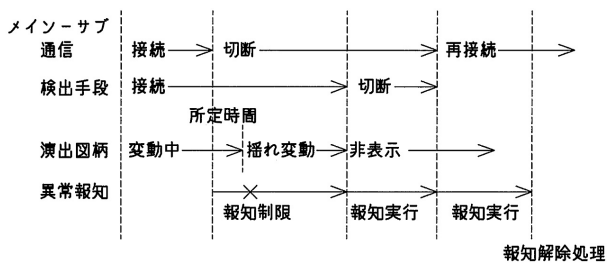 メイン－サブ
通信 接続 切断 再接続
検出手段 接続 切断
所定時間
演出図柄 変動中 揺れ変動 非表示
異常報知
報知制限 報知実行 報知実行
報知解除処理